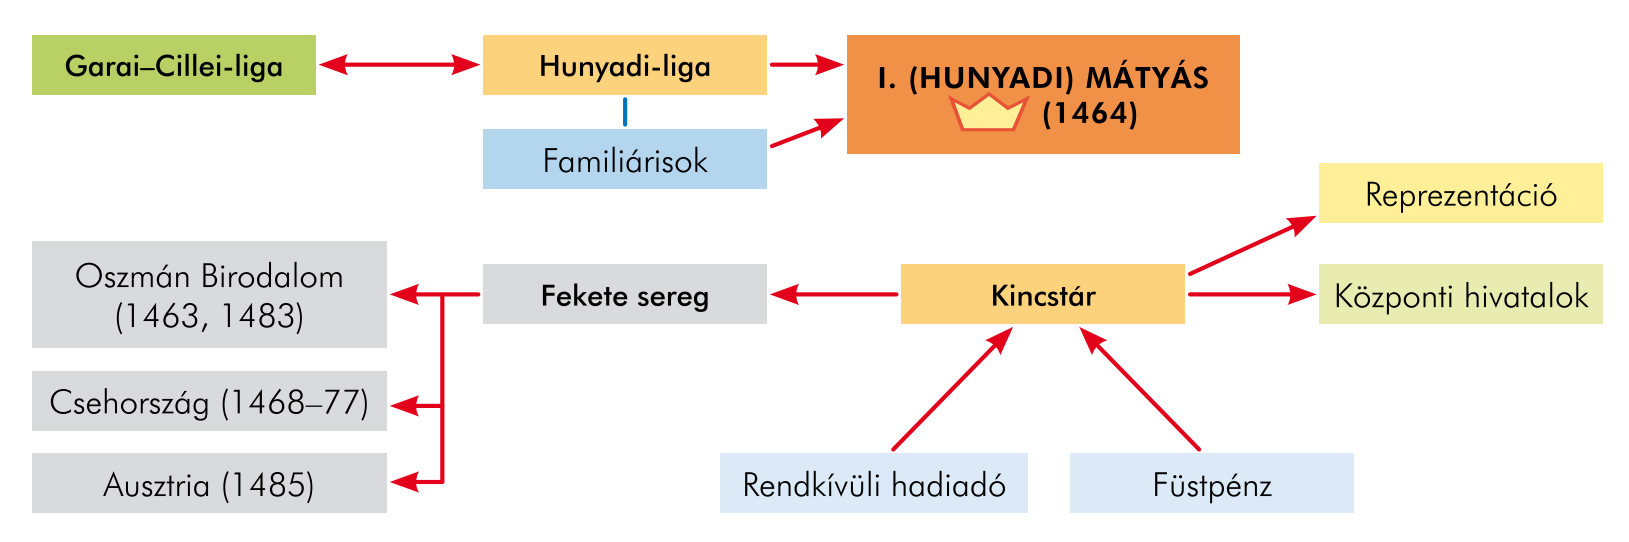 Garai–Cillei-liga
Hunyadi-liga
I. (HUNYADI) MÁTYÁS
(1464)
Familiárisok
Reprezentáció
Oszmán Birodalom
(1463, 1483)
Fekete sereg
Kincstár
Központi hivatalok
Csehország (1468–77)
Ausztria (1485)
Rendkívüli hadiadó
Füstpénz